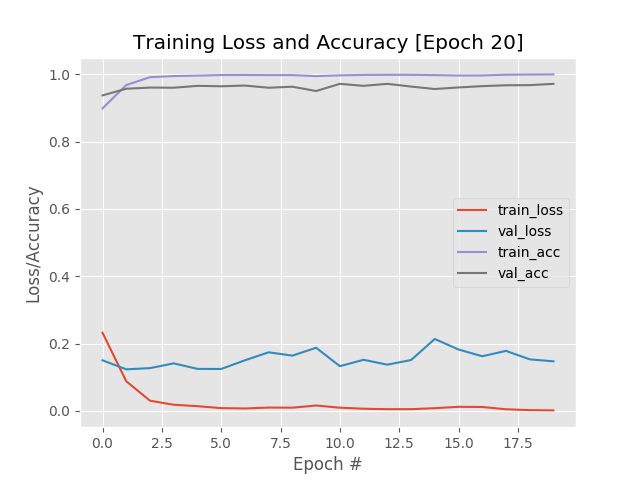 Training Loss and Accuracy [Epoch 20]
1.0
0.8
0.6
0.4
0.2
0.0
Loss/Accuracy
train_loss
val_loss
train_acc
val_acc
0.0 2.5 5.0 7.5 10.0 12.5 15.0 17.5
Epoch #